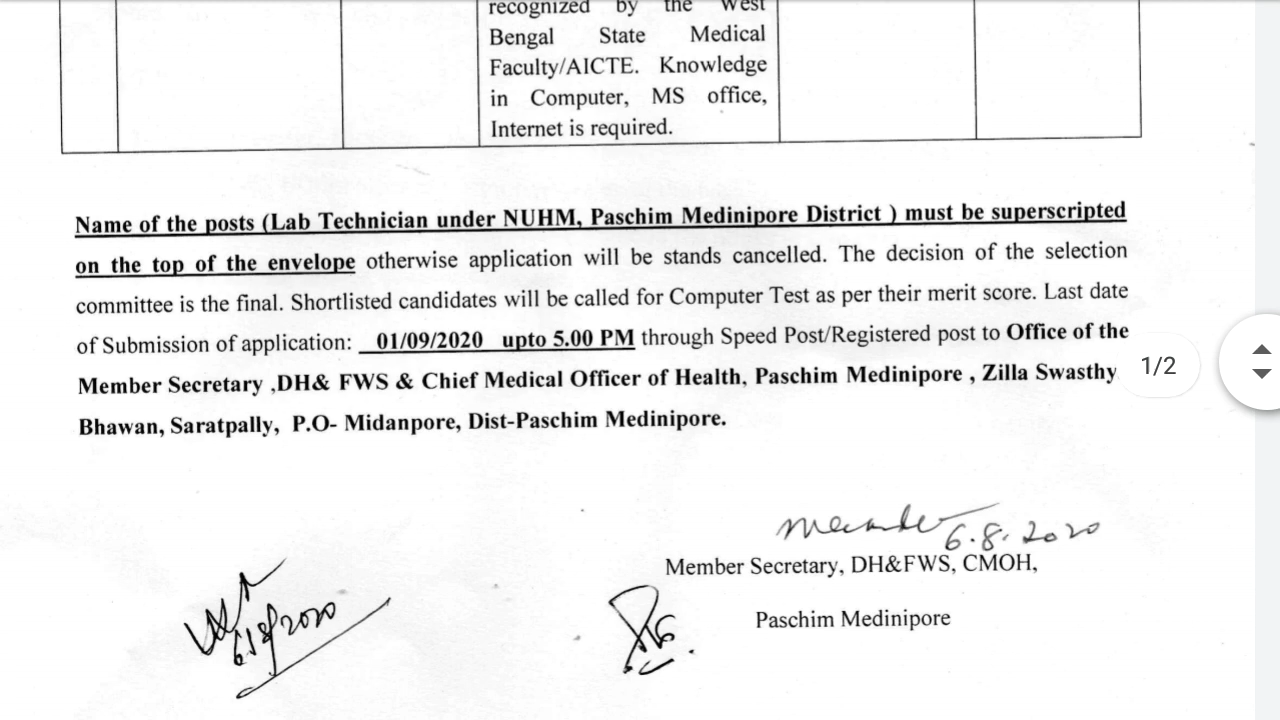 recognized by the West
Bengal State Medical
Faculty/AICTE. Knowledge
in Computer, MS office,
Internet is required.
Name of the posts (Lab Technician under NUHM, Paschim Medinipore District ) must be superscripted
on the top of the envelope otherwise application will be stands cancelled. The decision of the selection
committee is the final. Shortlisted candidates will be called for Computer Test as per their merit score. Last date
of Submission of application: 01/09/2020 upto 5.00 PM through Speed Post/Registered post to Office of the
Member Secretary ,DH& FWS & Chief Medical Officer of Health, Paschim Medinipore , Zilla Swasthy
1/2
Bhawan, Saratpally, P.O- Midanpore, Dist-Paschim Medinipore.
6.8.2020
Member Secretary, DH&FWS, CMOH,
6/8/2020
Paschim Medinipore